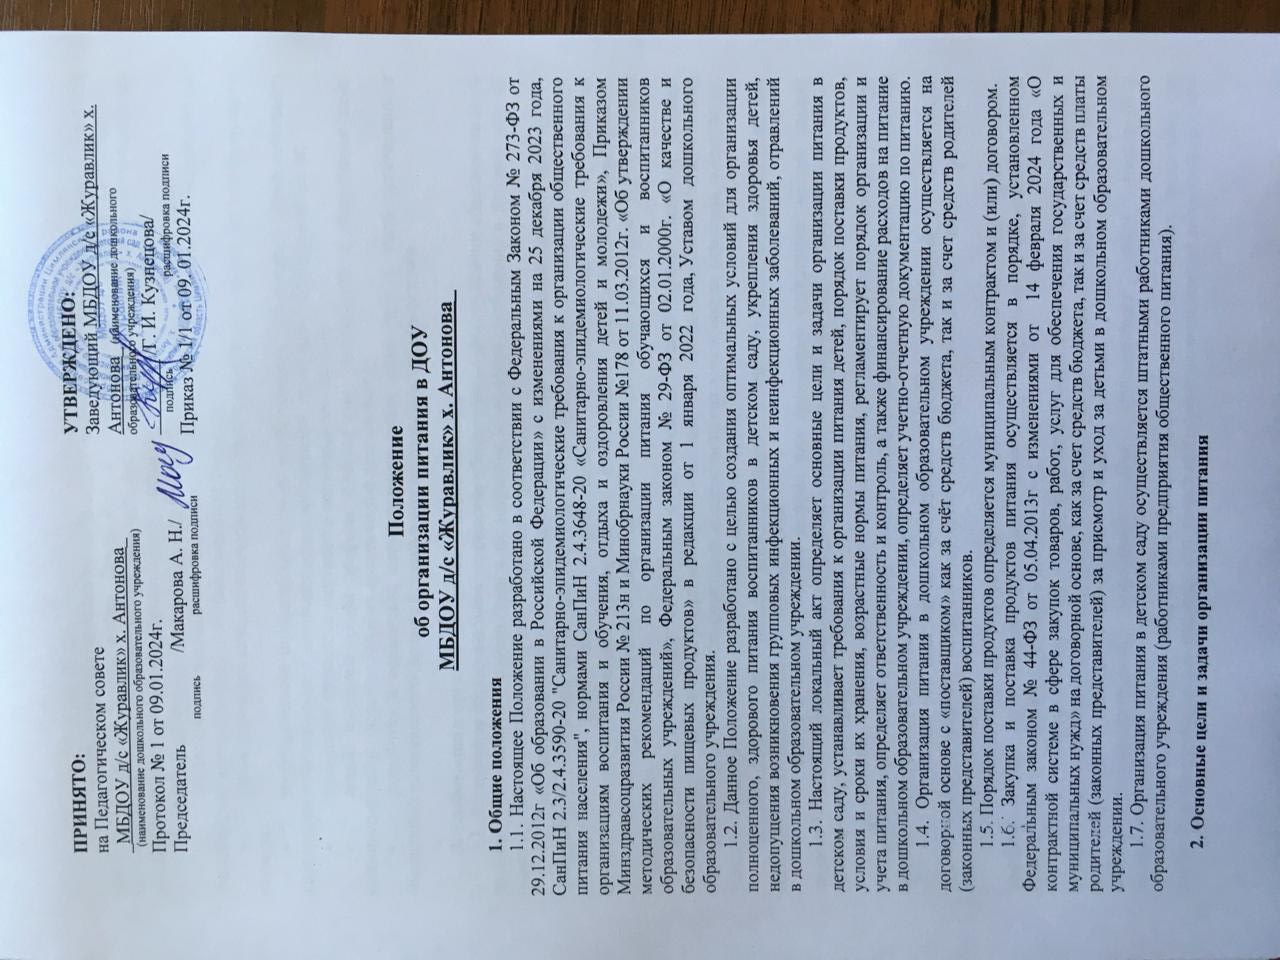 ПРИНЯТО:
на Педагогическом совете
МБДОУ д/с «Журавлик» х. Антонова
(наименование дошкольного образовательного учреждения)
Протокол № 1 от 09.01.2024г.
Председатель /Макарова А. Н./
подпись расшифровка подписи
УТВЕРЖДЕНО:
Заведующий МБДОУ д/с «Журавлик» х.
Антонова (наименование дошкольного
образовательного учреждения)
/Г. И. Кузнецова/
подпись расшифровка подписи
Приказ № 1/1 от 09. 01.2024г.
Положение
об организации питания в ДОУ
МБДОУ д/с «Журавлик» х. Антонова
1. Общие положения
1.1. Настоящее Положение разработано в соответствии с Федеральным Законом № 273-ФЗ от
29.12.2012г «Об образовании в Российской Федерации» с изменениями на 25 декабря 2023 года,
СанПиН 2.3/2.4.3590-20 "Санитарно-эпидемиологические требования к организации общественного
питания населения", нормами СанПиН 2.4.3648-20 «Санитарно-эпидемиологические требования к
организациям воспитания и обучения, отдыха и оздоровления детей и молодежи», Приказом
Минздравсоцразвития России № 213н и Минобрнауки России №178 от 11.03.2012г. «Об утверждении
методических рекомендаций по организации питания обучающихся и воспитанников
образовательных учреждений», Федеральным законом № 29-ФЗ от 02.01.2000г. «О качестве и
безопасности пищевых продуктов» в редакции от 1 января 2022 года, Уставом дошкольного
образовательного учреждения.
1.2. Данное Положение разработано с целью создания оптимальных условий для организации
полноценного, здорового питания воспитанников в детском саду, укрепления здоровья детей,
недопущения возникновения групповых инфекционных и неинфекционных заболеваний, отравлений
в дошкольном образовательном учреждении.
1.3. Настоящий локальный акт определяет основные цели и задачи организации питания в
детском саду, устанавливает требования к организации питания детей, порядок поставки продуктов,
условия и сроки их хранения, возрастные нормы питания, регламентирует порядок организации и
учета питания, определяет ответственность и контроль, а также финансирование расходов на питание
в дошкольном образовательном учреждении, определяет учетно-отчетную документацию по питанию.
1.4. Организация питания в дошкольном образовательном учреждении осуществляется на
договорной основе с «поставщиком» как за счёт средств бюджета, так и за счет средств родителей
(законных представителей) воспитанников.
1.5. Порядок поставки продуктов определяется муниципальным контрактом и (или) договором.
1.6. Закупка и поставка продуктов питания осуществляется в порядке, установленном
Федеральным законом № 44-ФЗ от 05.04.2013г с изменениями от 14 февраля 2024 года «О
контрактной системе в сфере закупок товаров, работ, услуг для обеспечения государственных и
муниципальных нужд» на договорной основе, как за счет средств бюджета, так и за счет средств платы
родителей (законных представителей) за присмотр и уход за детьми в дошкольном образовательном
учреждении.
1.7. Организация питания в детском саду осуществляется штатными работниками дошкольного
образовательного учреждения (работниками предприятия общественного питания).
2. Основные цели и задачи организации питания